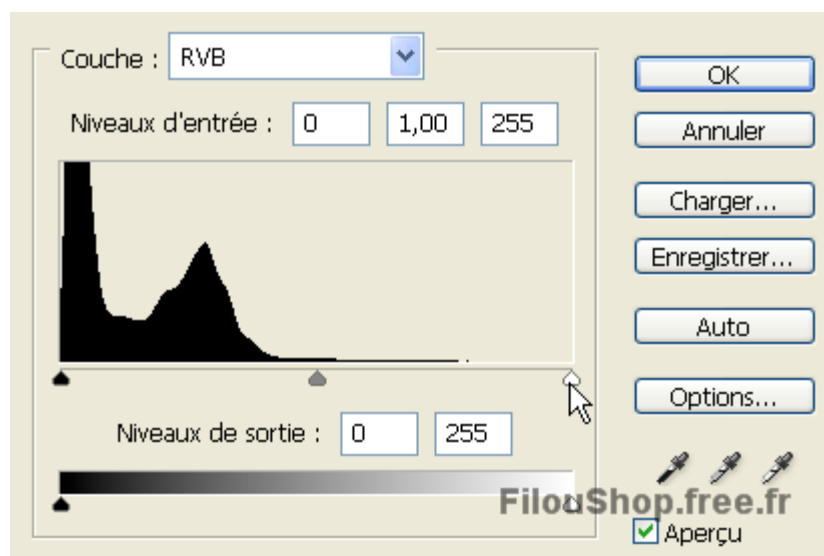 Couche : RVB
OK
Niveaux d'entrée : 0 1,00 255
Annuler
Charger...
Enregistrer...
Auto
Options...
Niveaux de sortie : 0 255
FilouShop.free.fr
Aperçu